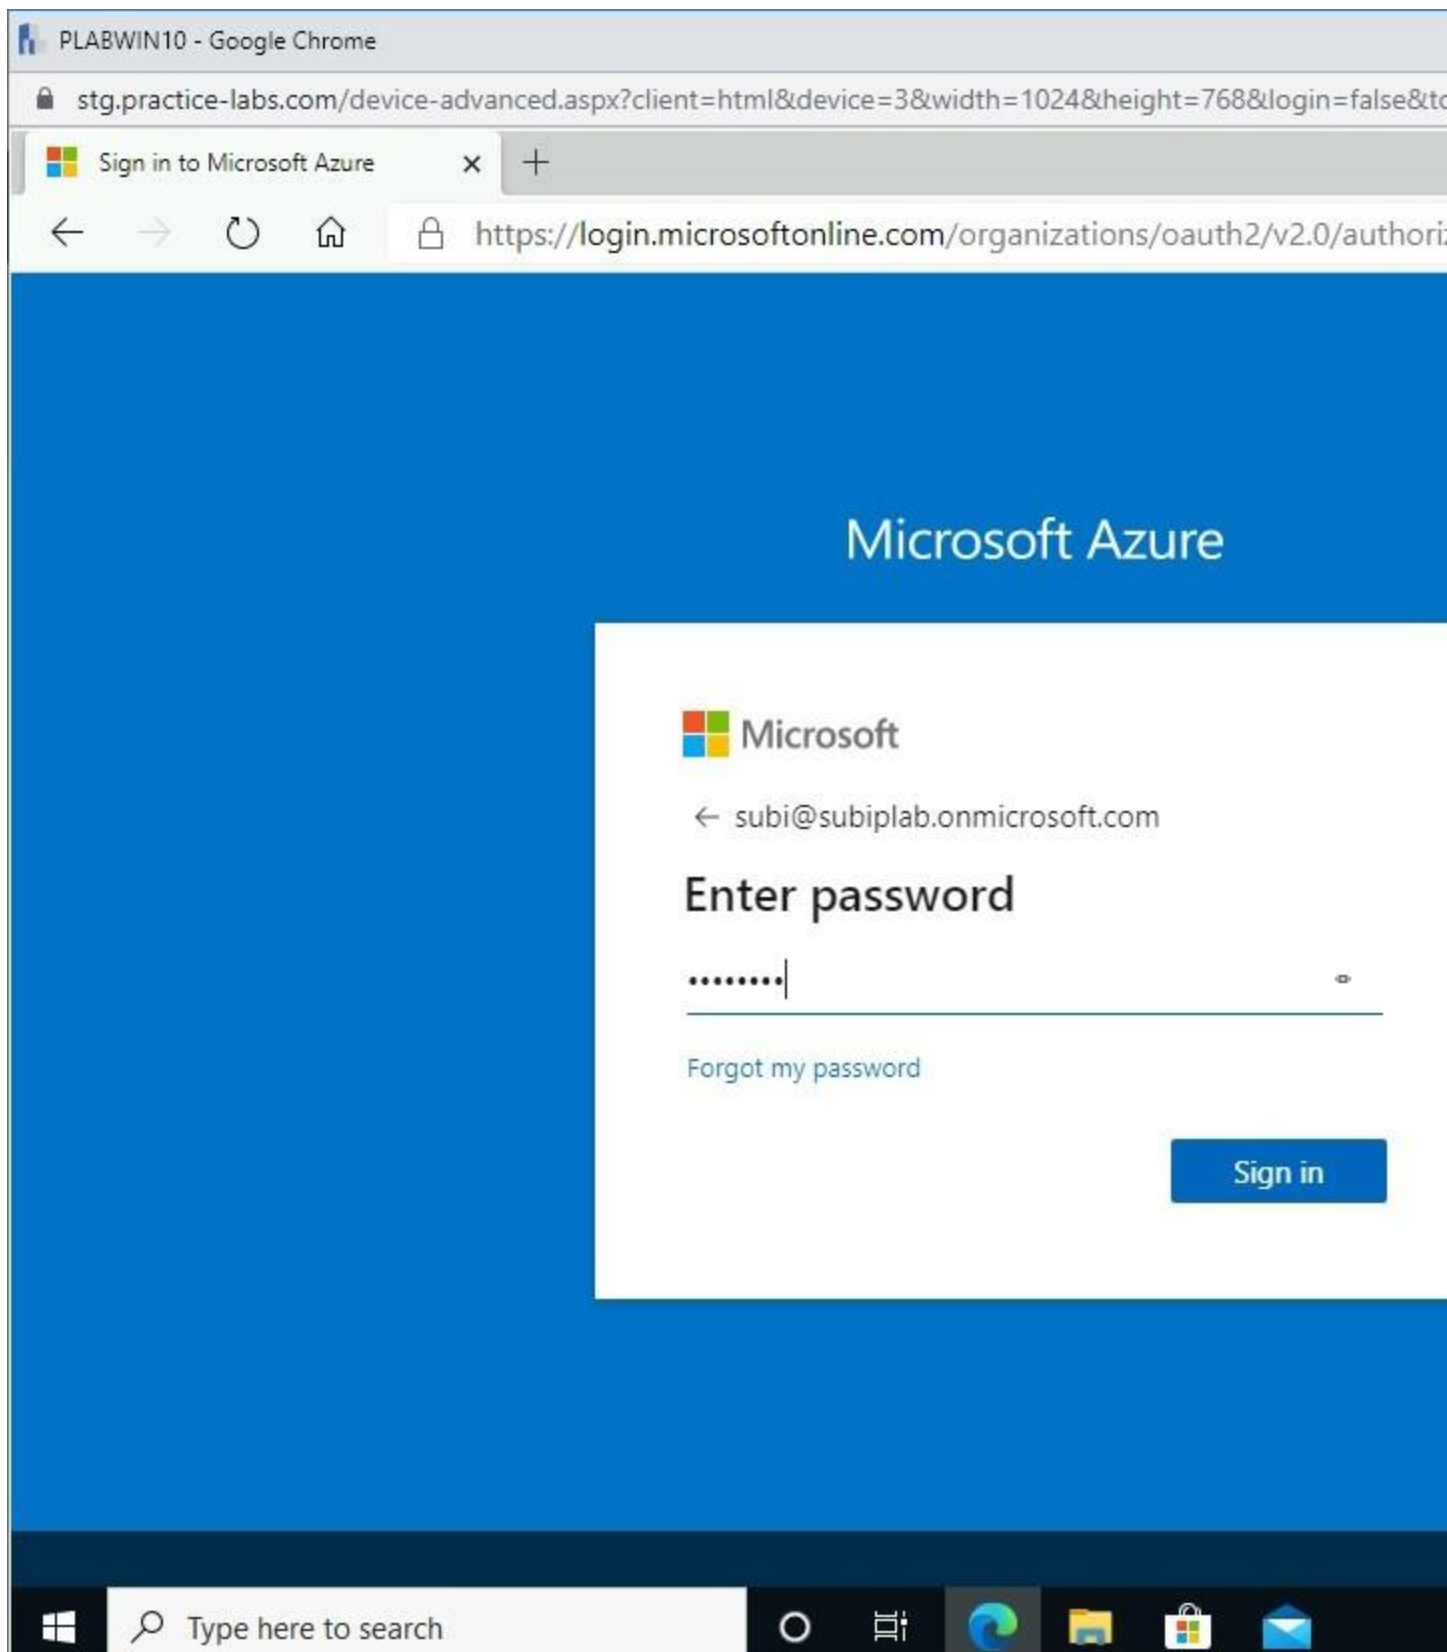 PLABWIN10 - Google Chrome
stg.practice-labs.com/device-advanced.aspx?client=html&device=3&width=1024&height=768&login=false&to
Sign in to Microsoft Azure
https://login.microsoftonline.com/organizations/oauth2/v2.0/authoriz
Microsoft Azure
Microsoft
subi@subiplab.onmicrosoft.com
Enter password
••••••••
Forgot my password
Sign in
Type here to search